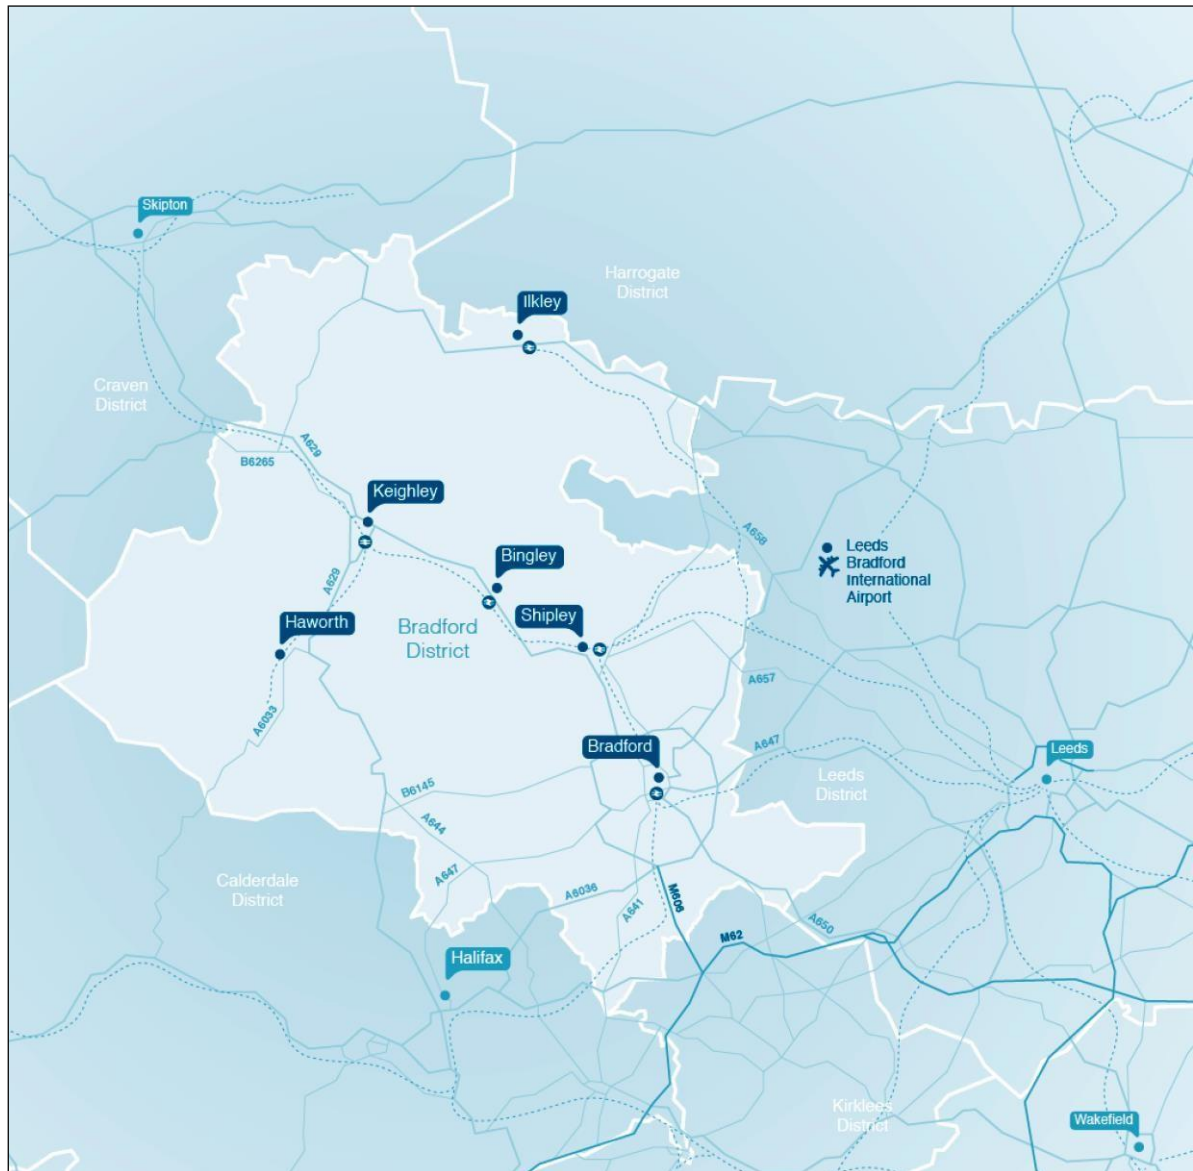 Skipton
Harrogate
District
Ilkley
Craven
District
A629
B6265
Keighley
A658
Leeds
Bradford
International
Airport
Bingley
A629
Shipley
Haworth
Bradford
District
A657
A6033
Bradford
A647
Leeds
Leeds
District
B6145
A644
A647
Calderdale
District
A6036
M606
A641
A650
M62
Halifax
Kirklees
District
Wakefield